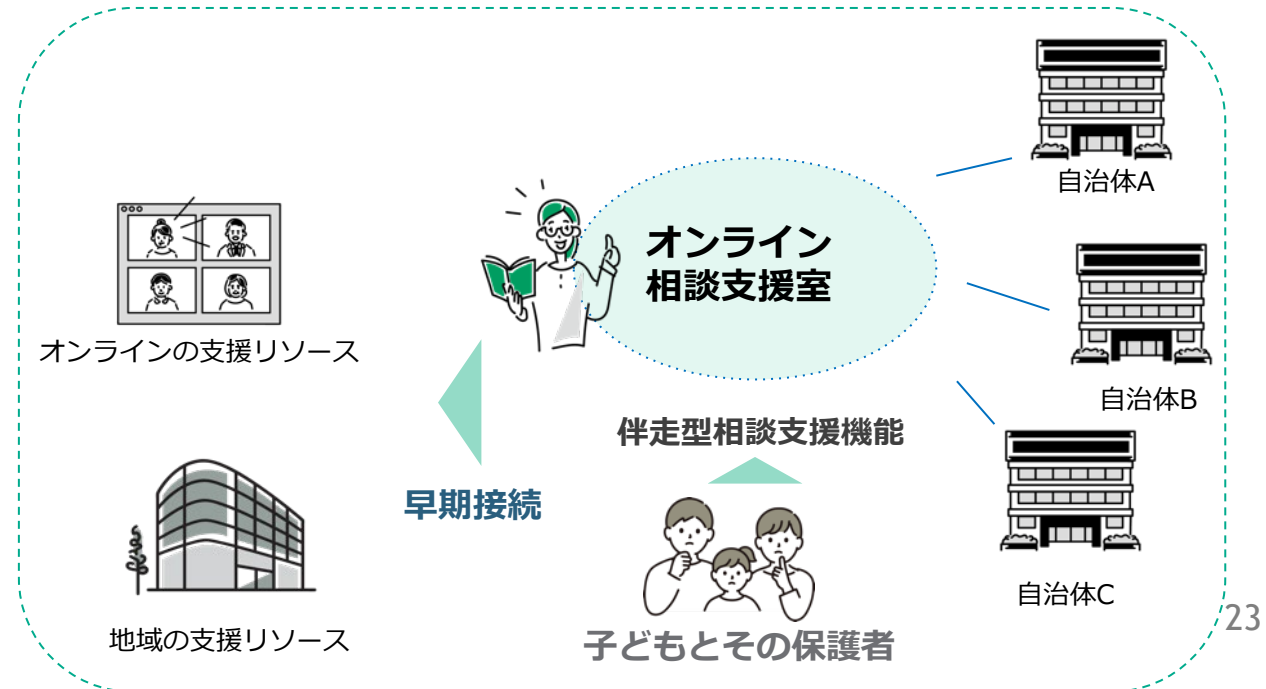 自治体A
オンライン
相談支援室
オンラインの支援リソース
自治体B
伴走型相談支援機能
早期接続
自治体C
地域の支援リソース
子どもとその保護者
23